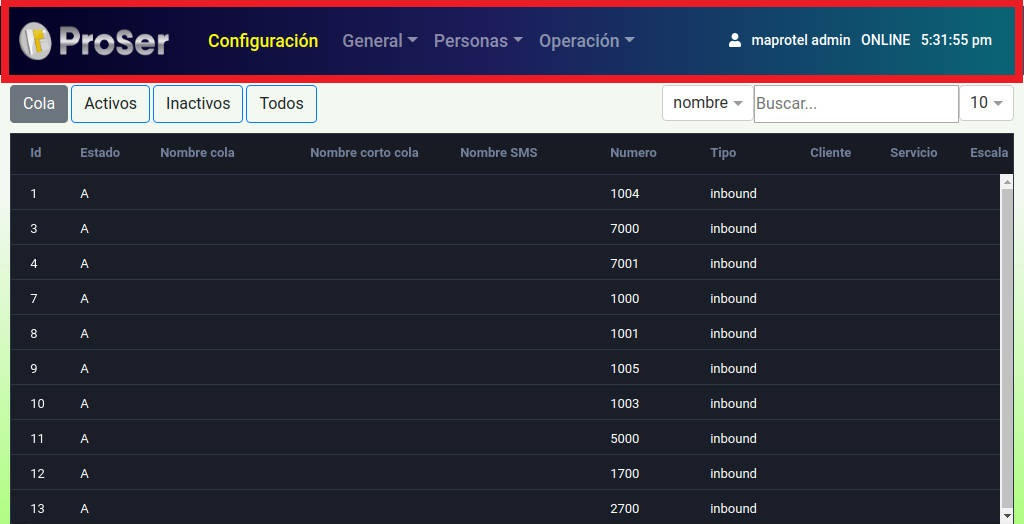 ProSer Configuración General Personas Operación maprotel admin ONLINE 5:31:55 pm
Cola Activos Inactivos Todos nombre Buscar... 10
Id Estado Nombre cola Nombre corto cola Nombre SMS Numero Tipo Cliente Servicio Escala
1 A 1004 inbound
3 A 7000 inbound
4 A 7001 inbound
7 A 1000 inbound
8 A 1001 inbound
9 A 1005 inbound
10 A 1003 inbound
11 A 5000 inbound
12 A 1700 inbound
13 A 2700 inbound